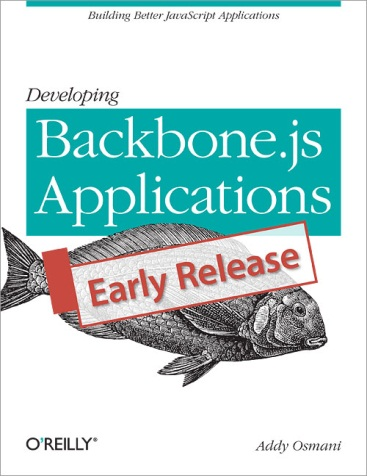 Building Better JavaScript Applications
Developing
Backbone.js
Applications
Early Release
O'REILLY®
Addy Osmani